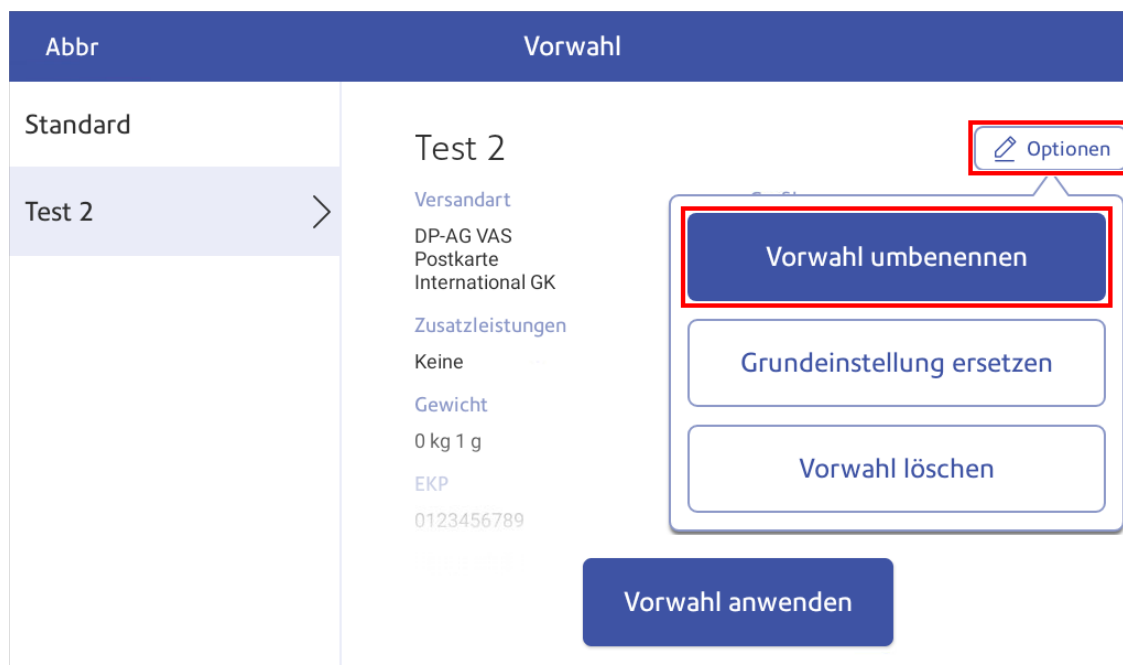 Abbr
Vorwahl
Standard
Test 2
Test 2
Optionen
Versandart
DP-AG VAS
Postkarte
International GK
Zusatzleistungen
Keine
Gewicht
0 kg 1 g
EKP
0123456789
Vorwahl umbenennen
Grundeinstellung ersetzen
Vorwahl löschen
Vorwahl anwenden